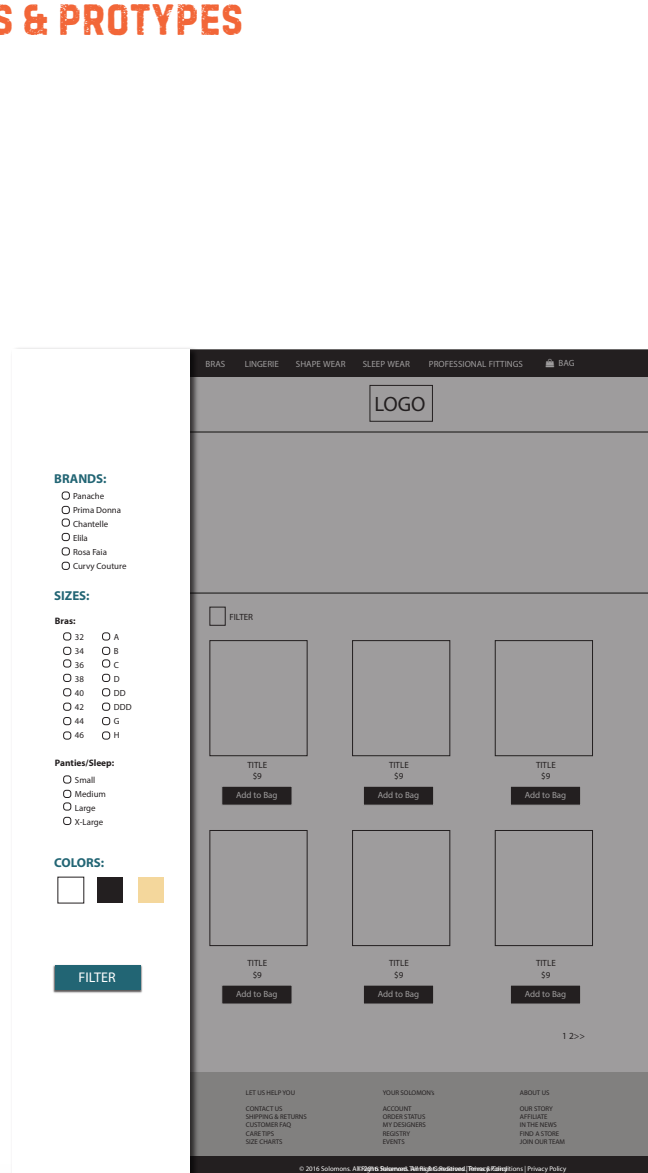 S & PROTYPES
BRAS LINGERIE SHAPE WEAR SLEEP WEAR PROFESSIONAL FITTINGS BAG
LOGO
BRANDS:
Panache
Prima Donna
Chantelle
Elila
Rosa Faia
Curvy Couture
SIZES:
Bras:
32 A
34 B
36 C
38 D
40 DD
42 DDD
44 G
46 H
Panties/Sleep:
Small
Medium
Large
X-Large
COLORS:
FILTER
FILTER
TITLE TITLE TITLE
$9 $9 $9
Add to Bag Add to Bag Add to Bag
TITLE TITLE TITLE
$9 $9 $9
Add to Bag Add to Bag Add to Bag
1 2>>
LET US HELP YOU
CONTACT US
SHIPPING & RETURNS
CUSTOMER FAQ
CARE TIPS
SIZE CHARTS
YOUR SOLOMON's
ACCOUNT
ORDER STATUS
MY DESIGNERS
REGISTRY
EVENTS
ABOUT US
OUR STORY
AFFILIATE
IN THE NEWS
FIND A STORE
JOIN OUR TEAM
© 2016 Solomons. | Privacy Policy